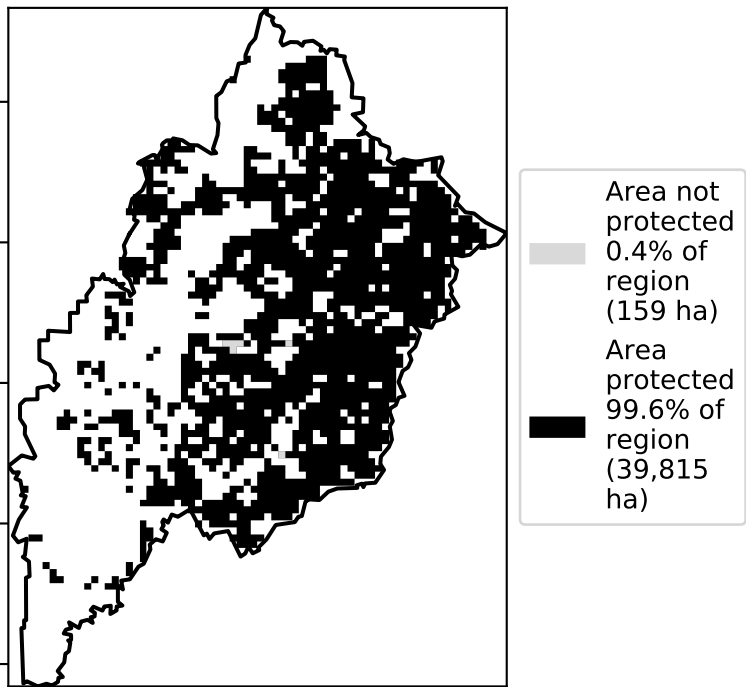 Area not
protected
0.4% of
region
(159 ha)
Area
protected
99.6% of
region
(39,815
ha)